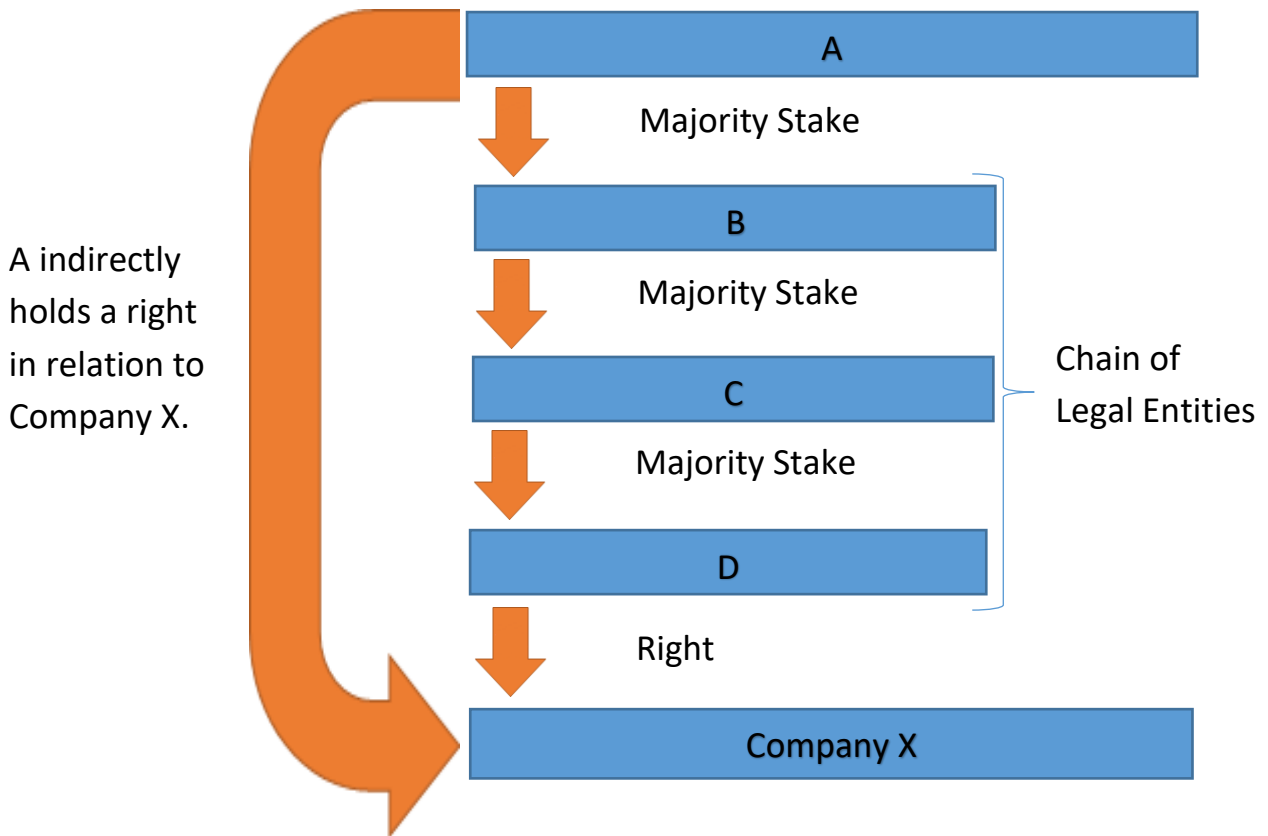 A
Majority Stake
B
A indirectly
holds a right
in relation to
Company X.
Majority Stake
Chain of
Legal Entities
C
Majority Stake
D
Right
Company X